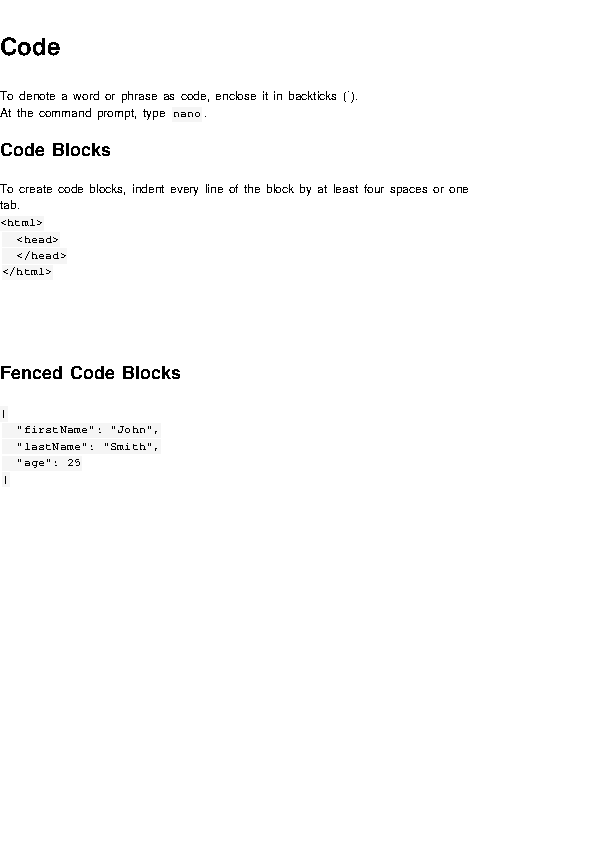 Code
To denote a word or phrase as code, enclose it in backticks (`).
At the command prompt, type nano.
Code Blocks
To create code blocks, indent every line of the block by at least four spaces or one
tab.
<html>
  <head>
  </head>
</html>
Fenced Code Blocks
{
  "firstName": "John",
  "lastName": "Smith",
  "age": 25
}